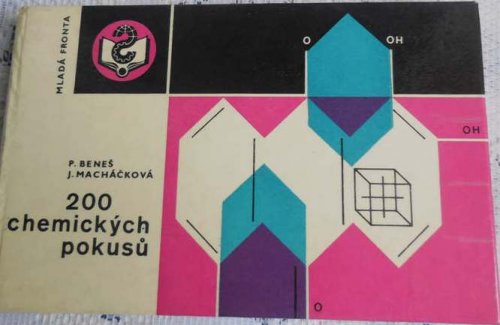 MLADÁ FRONTA
P. BENEŠ
J. MACHÁČKOVÁ
200
chemických
pokusů
O OH
OH
O